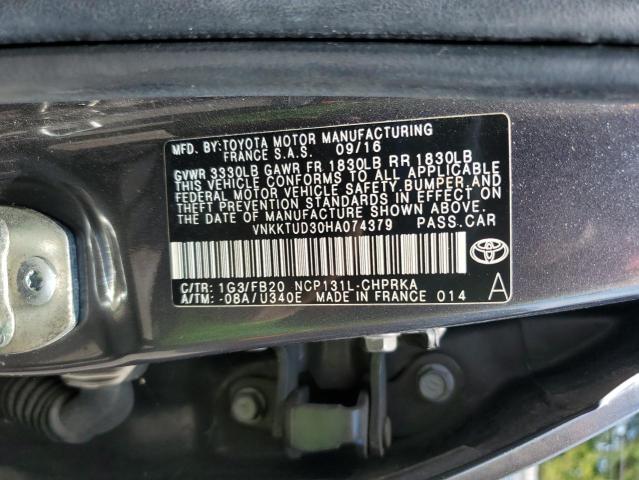 MFD. BY:TOYOTA MOTOR MANUFACTURING
FRANCE S.A.S. 09/16
GVWR 3330LB GAWR FR 1830LB RR 1830LB
THIS VEHICLE CONFORMS TO ALL APPLICABLE
FEDERAL MOTOR VEHICLE SAFETY, BUMPER, AND
THEFT PREVENTION STANDARDS IN EFFECT ON
THE DATE OF MANUFACTURE SHOWN ABOVE.
VNKKTUD30HA074379 PASS.CAR
C/TR: 1G3/FB20 NCP131L-CHPRKA
A/TM: -08A/U340E MADE IN FRANCE 014 A